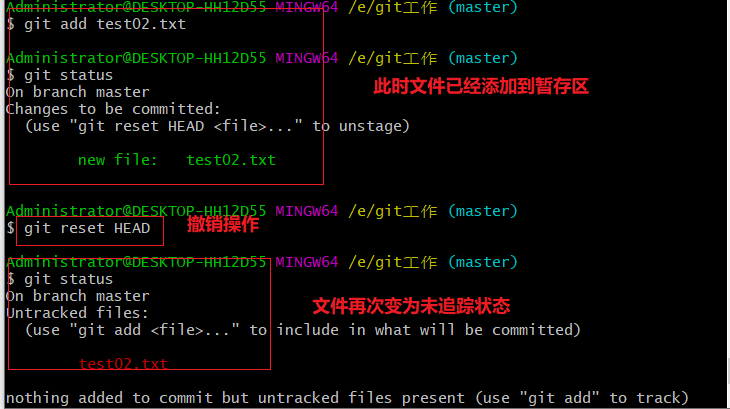 Administrator@DESKTOP-HH12D55 MINGW64 /e/git工作 (master)
$ git add test02.txt
Administrator@DESKTOP-HH12D55 MINGW64 /e/git工作 (master)
$ git status
此时文件已经添加到暂存区
On branch master
Changes to be committed:
(use "git reset HEAD <file>..." to unstage)
new file: test02.txt
Administrator@DESKTOP-HH12D55 MINGW64 /e/git工作 (master)
$ git reset HEAD 撤销操作
Administrator@DESKTOP-HH12D55 MINGW64 /e/git工作 (master)
$ git status
On branch master
文件再次变为未追踪状态
Untracked files:
(use "git add <file>..." to include in what will be committed)
test02.txt
nothing added to commit but untracked files present (use "git add" to track)